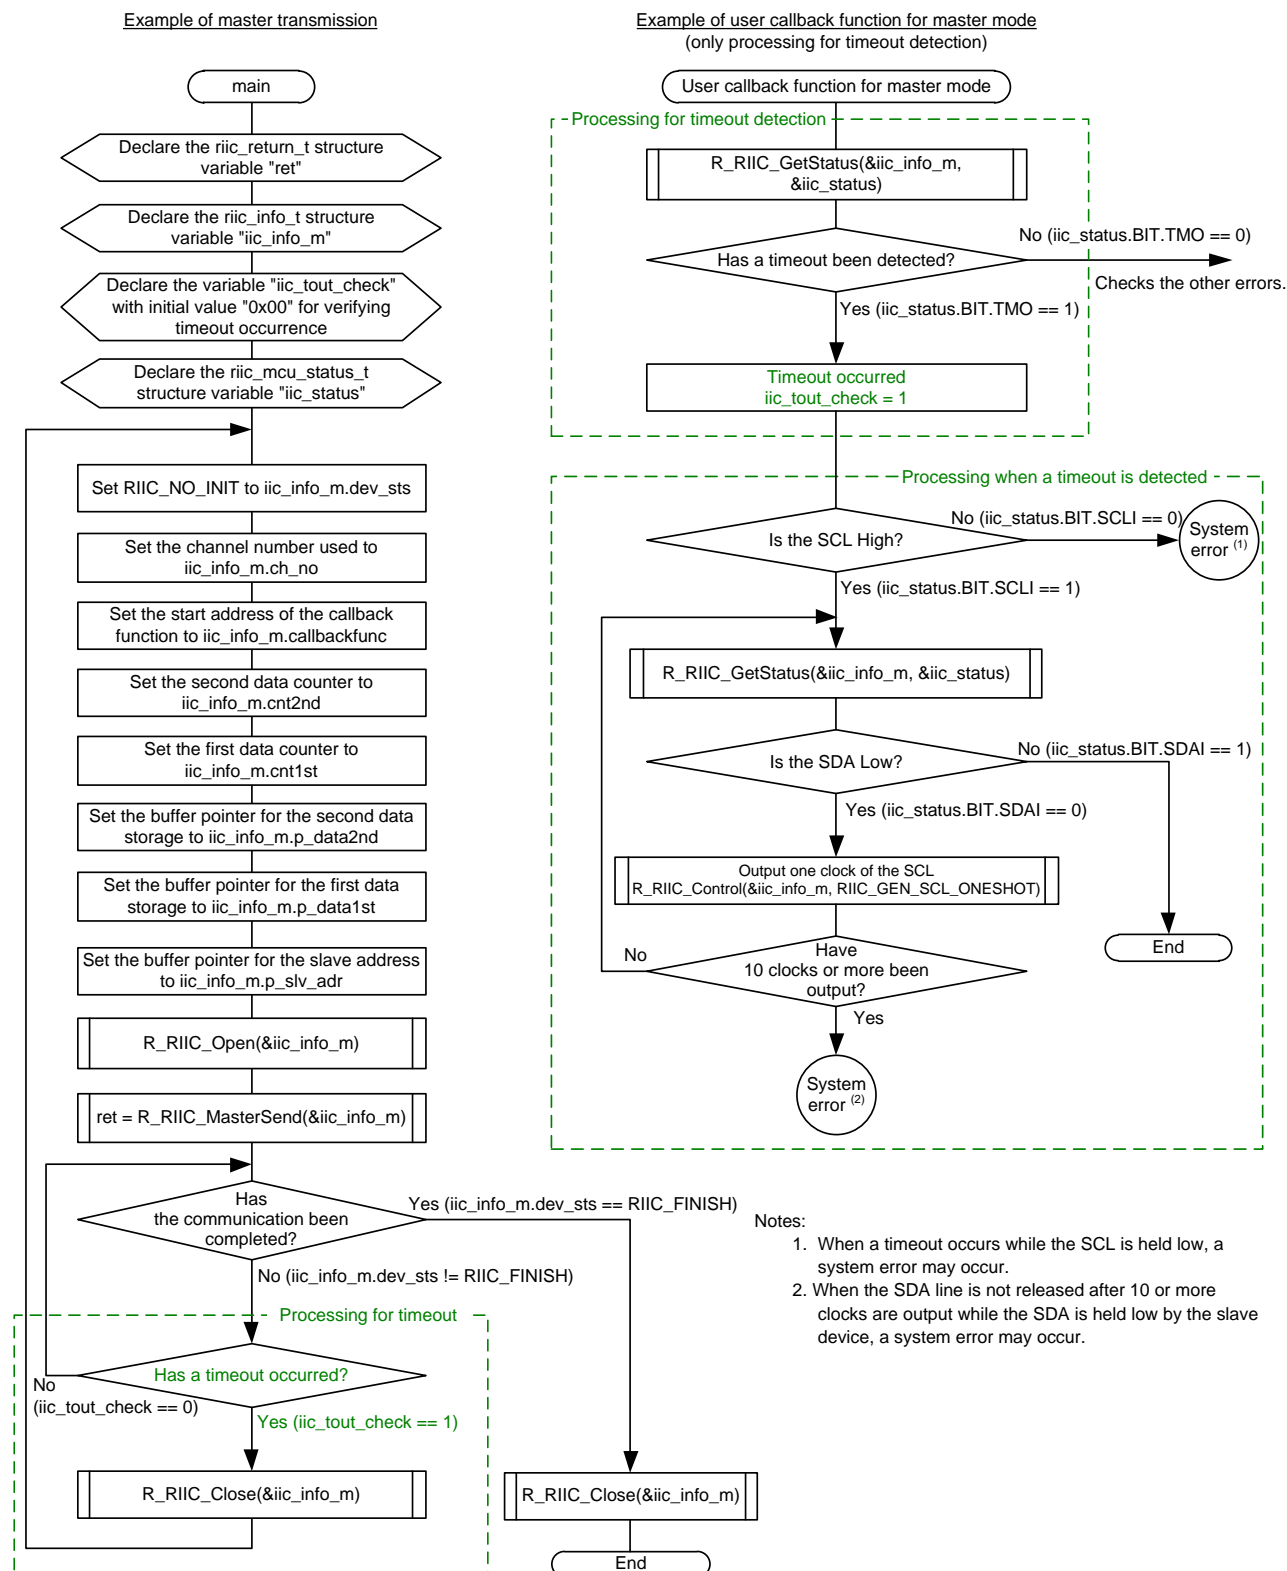 Example of master transmission
main
Declare the riic_return_t structure
variable "ret"
Declare the riic_info_t structure
variable "iic_info_m"
Declare the variable "iic_tout_check"
with initial value "0x00" for verifying
timeout occurrence
Declare the riic_mcu_status_t
structure variable "iic_status"
Set RIIC_NO_INIT to iic_info_m.dev_sts
Set the channel number used to
iic_info_m.ch_no
Set the start address of the callback
function to iic_info_m.callbackfunc
Set the second data counter to
iic_info_m.cnt2nd
Set the first data counter to
iic_info_m.cnt1st
Set the buffer pointer for the second data
storage to iic_info_m.p_data2nd
Set the buffer pointer for the first data
storage to iic_info_m.p_data1st
Set the buffer pointer for the slave address
to iic_info_m.p_slv_adr
R_RIIC_Open(&iic_info_m)
ret = R_RIIC_MasterSend(&iic_info_m)
Has
the communication been
completed?
Yes (iic_info_m.dev_sts == RIIC_FINISH)
No (iic_info_m.dev_sts != RIIC_FINISH)
Processing for timeout
Has a timeout occurred?
No
(iic_tout_check == 0)
Yes (iic_tout_check == 1)
R_RIIC_Close(&iic_info_m)
R_RIIC_Close(&iic_info_m)
End
Example of user callback function for master mode
(only processing for timeout detection)
User callback function for master mode
Processing for timeout detection
R_RIIC_GetStatus(&iic_info_m,
&iic_status)
Has a timeout been detected?
No (iic_status.BIT.TMO == 0)
Checks the other errors.
Yes (iic_status.BIT.TMO == 1)
Timeout occurred
iic_tout_check = 1
Processing when a timeout is detected
Is the SCL High?
No (iic_status.BIT.SCLI == 0)
System
error (1)
Yes (iic_status.BIT.SCLI == 1)
R_RIIC_GetStatus(&iic_info_m, &iic_status)
Is the SDA Low?
No (iic_status.BIT.SDAI == 1)
Yes (iic_status.BIT.SDAI == 0)
Output one clock of the SCL
R_RIIC_Control(&iic_info_m, RIIC_GEN_SCL_ONESHOT)
Have
10 clocks or more been
output?
No
Yes
End
System
error (2)
Notes:
1. When a timeout occurs while the SCL is held low, a
system error may occur.
2. When the SDA line is not released after 10 or more
clocks are output while the SDA is held low by the slave
device, a system error may occur.